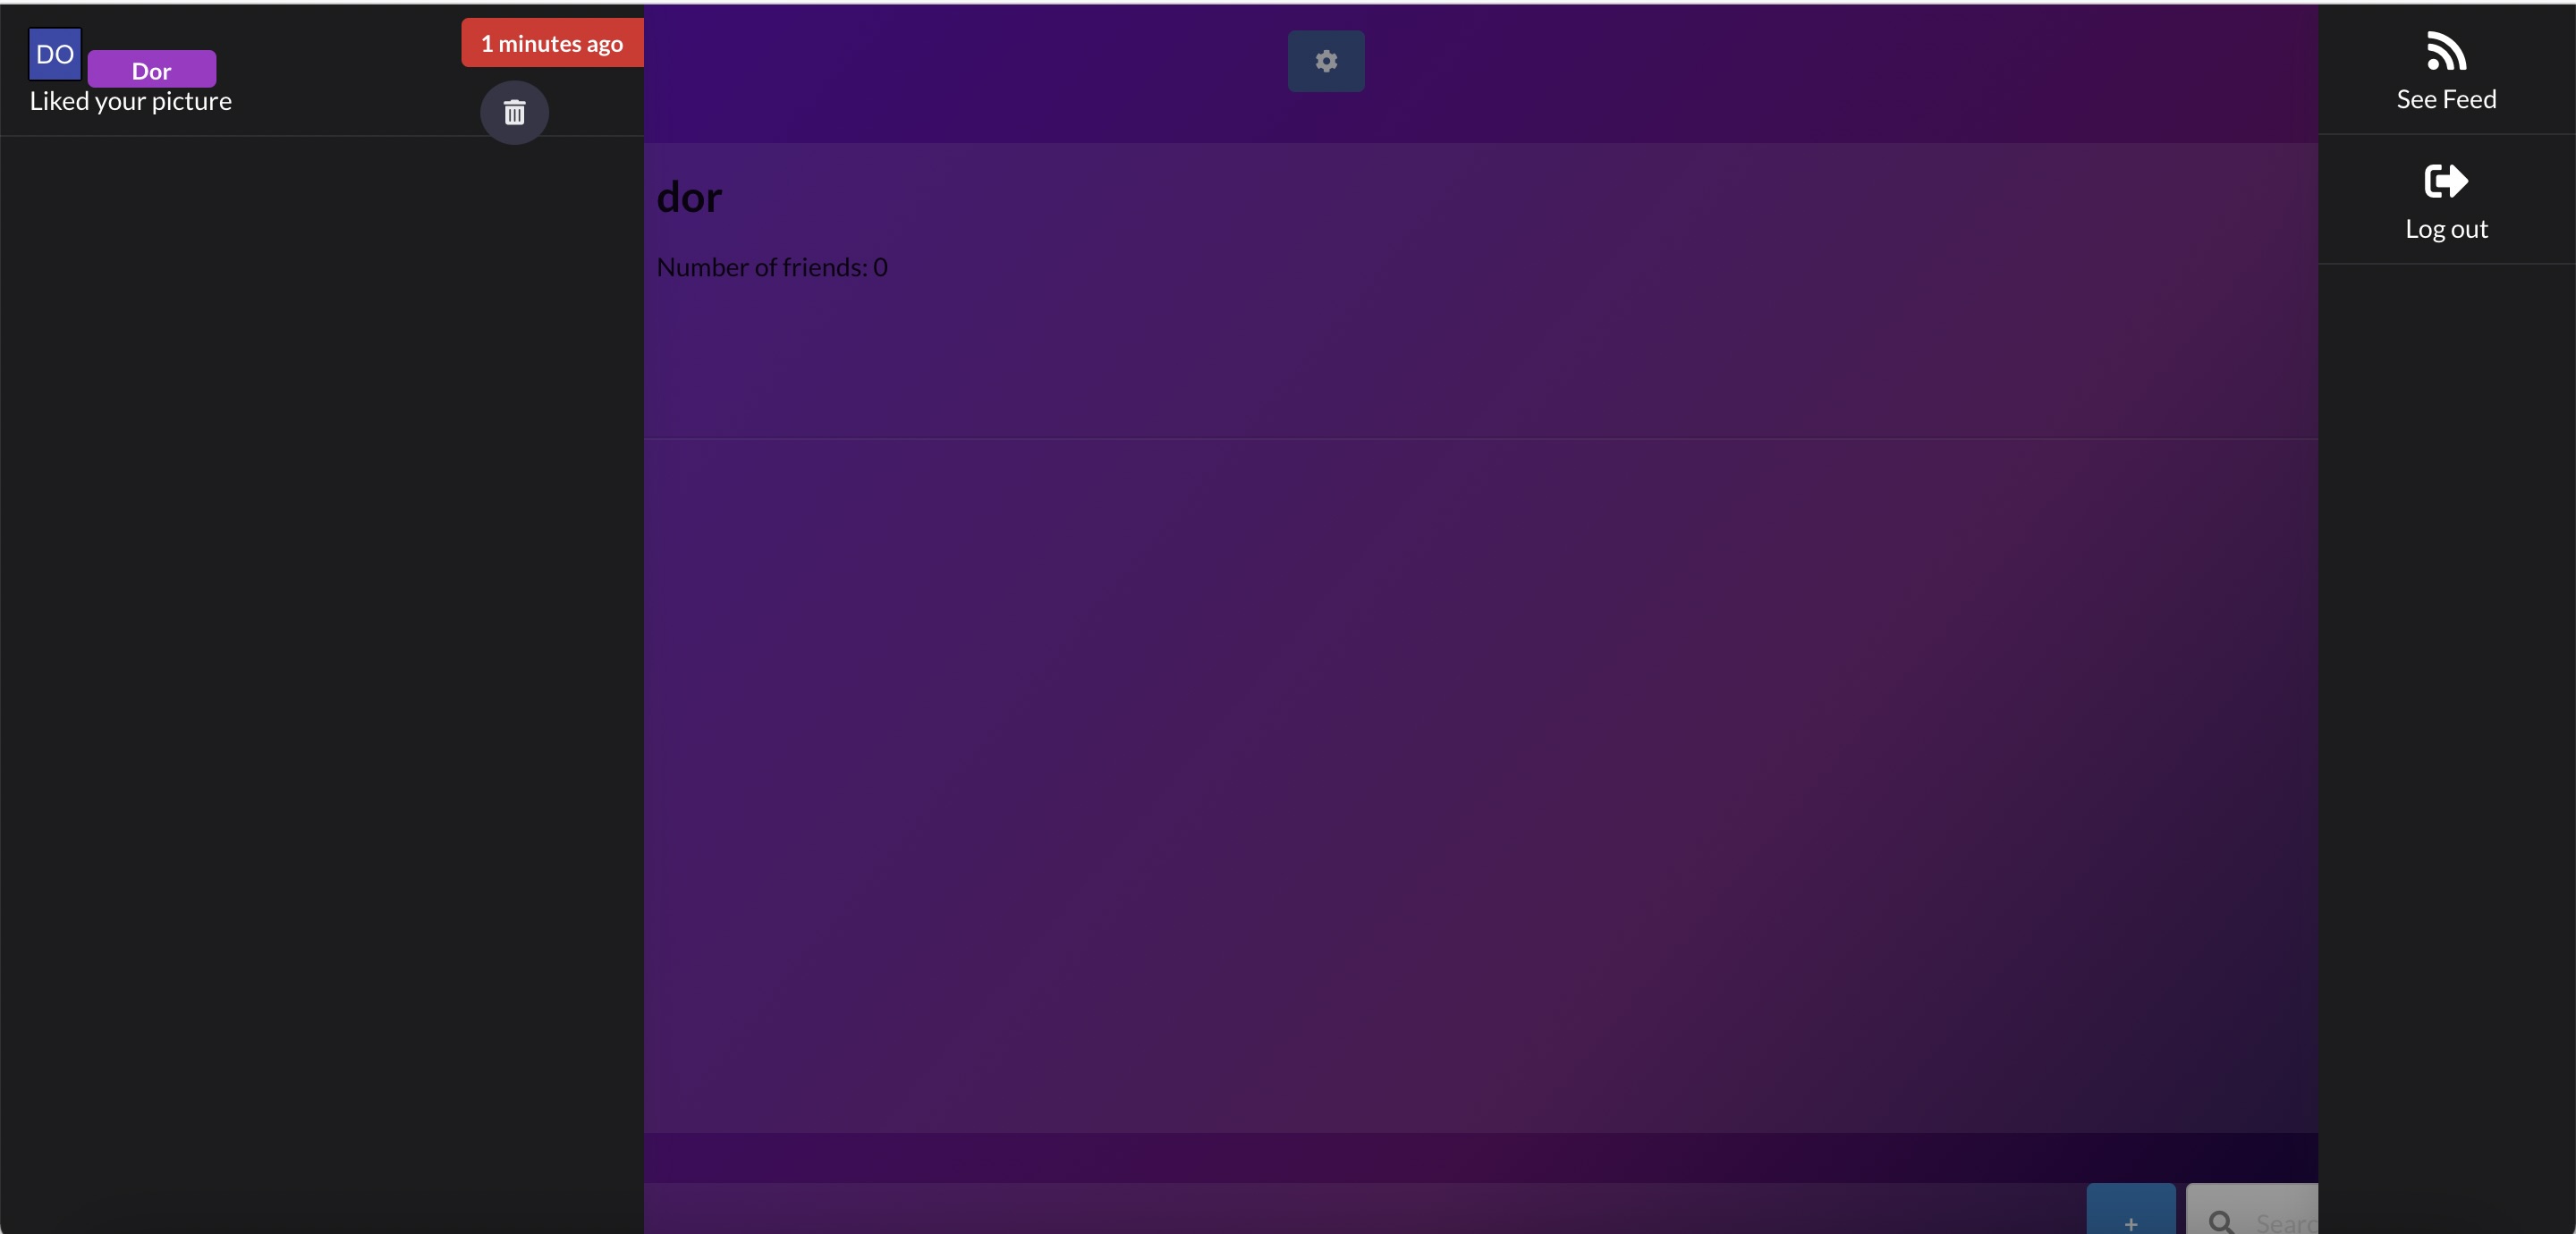 DO
Dor
1 minutes ago
Liked your picture
dor
Number of friends: 0
See Feed
Log out
+
Searc